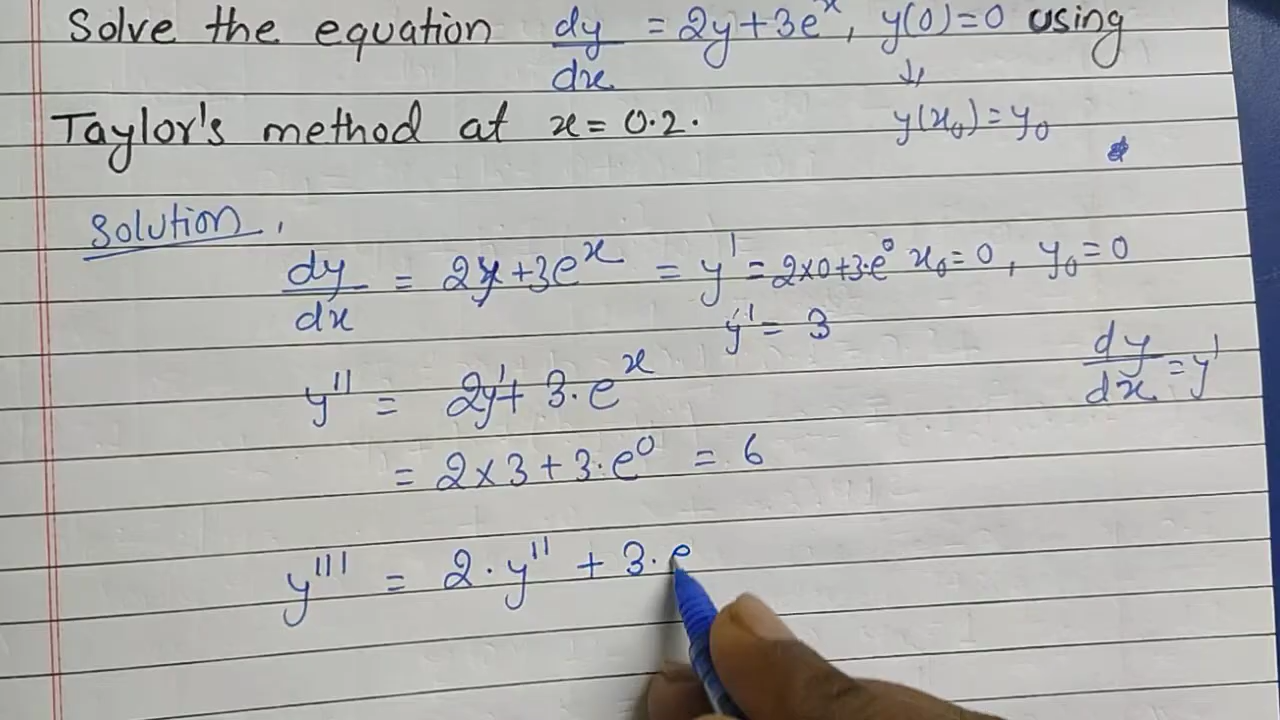 Solve the equation dy/dx = 2y+3e^x, y(0)=0 using
↓
Taylor's method at x=0.2. y(x₀)=y₀
Solution,
dy/dx = 2y+3e^x = y' = 2×0+3·e⁰ x₀=0, y₀=0
y' = 3
dy/dx = y'
y'' = 2y'+ 3·e^x
= 2×3+3·e⁰ = 6
y''' = 2·y'' + 3·e